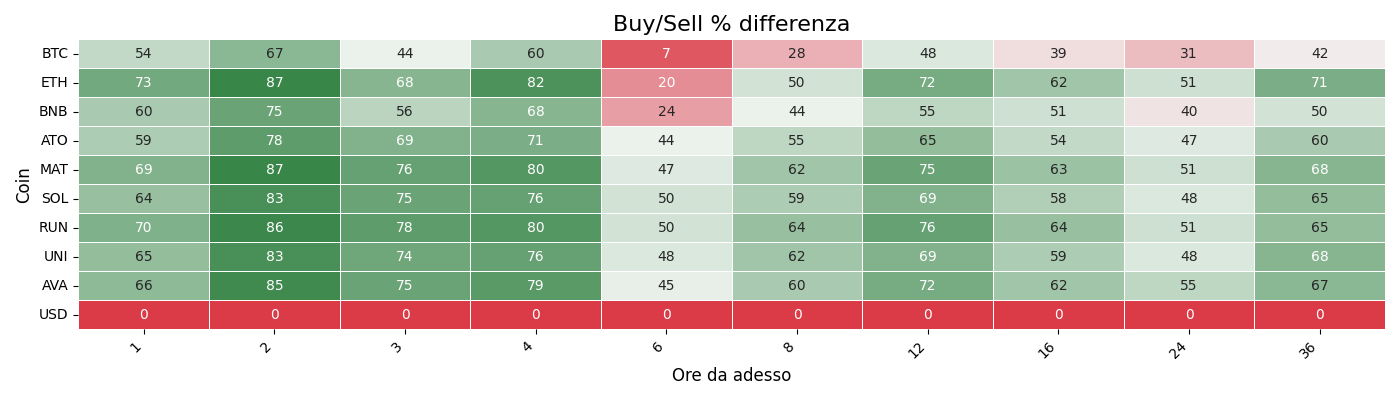 Buy/Sell % differenza
Coin
BTC 54 67 44 60 7 28 48 39 31 42
ETH 73 87 68 82 20 50 72 62 51 71
BNB 60 75 56 68 24 44 55 51 40 50
ATO 59 78 69 71 44 55 65 54 47 60
MAT 69 87 76 80 47 62 75 63 51 68
SOL 64 83 75 76 50 59 69 58 48 65
RUN 70 86 78 80 50 64 76 64 51 65
UNI 65 83 74 76 48 62 69 59 48 68
AVA 66 85 75 79 45 60 72 62 55 67
USD 0 0 0 0 0 0 0 0 0 0
1 2 3 4 6 8 12 16 24 36
Ore da adesso